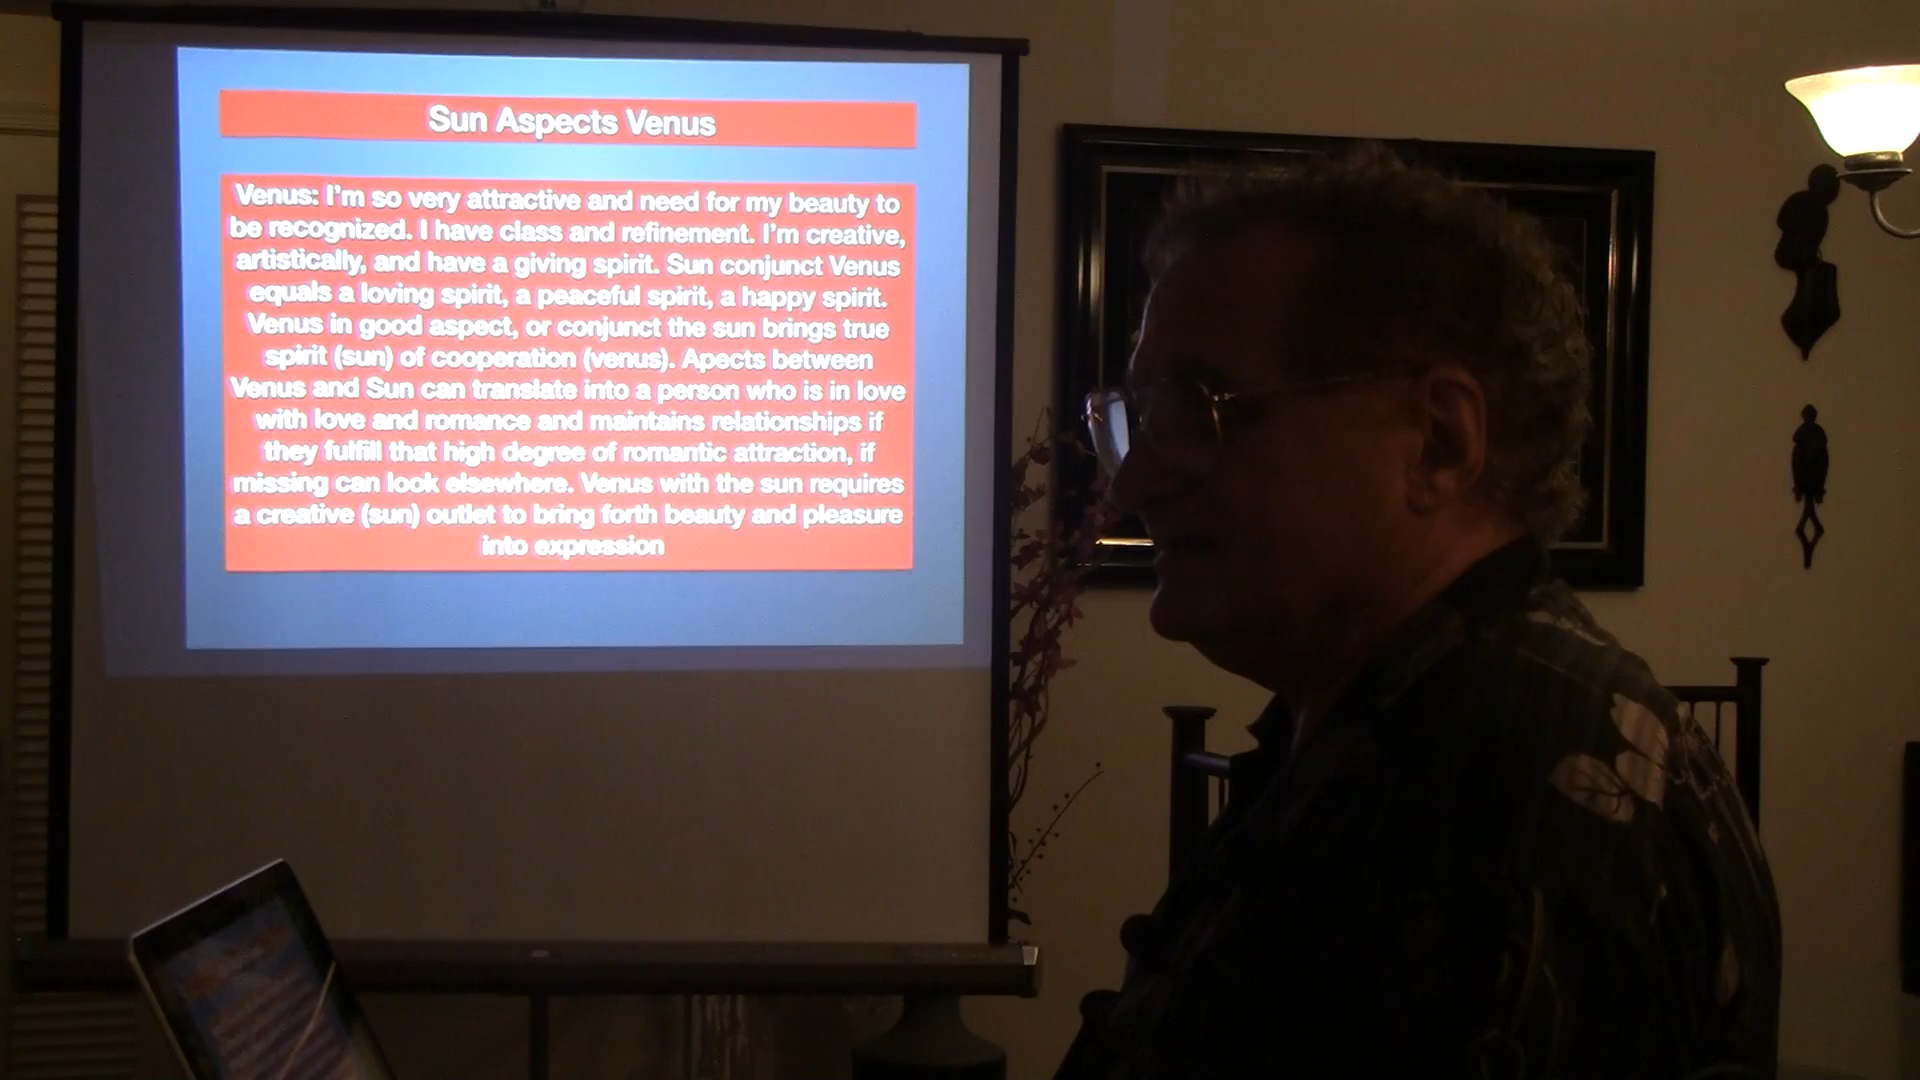 Sun Aspects Venus
Venus: I'm so very attractive and need for my beauty to
be recognized. I have class and refinement. I'm creative,
artistically, and have a giving spirit. Sun conjunct Venus
equals a loving spirit, a peaceful spirit, a happy spirit.
Venus in good aspect, or conjunct the sun brings true
spirit (sun) of cooperation (venus). Apects between
Venus and Sun can translate into a person who is in love
with love and romance and maintains relationships if
they fulfill that high degree of romantic attraction, if
missing can look elsewhere. Venus with the sun requires
a creative (sun) outlet to bring forth beauty and pleasure
into expression